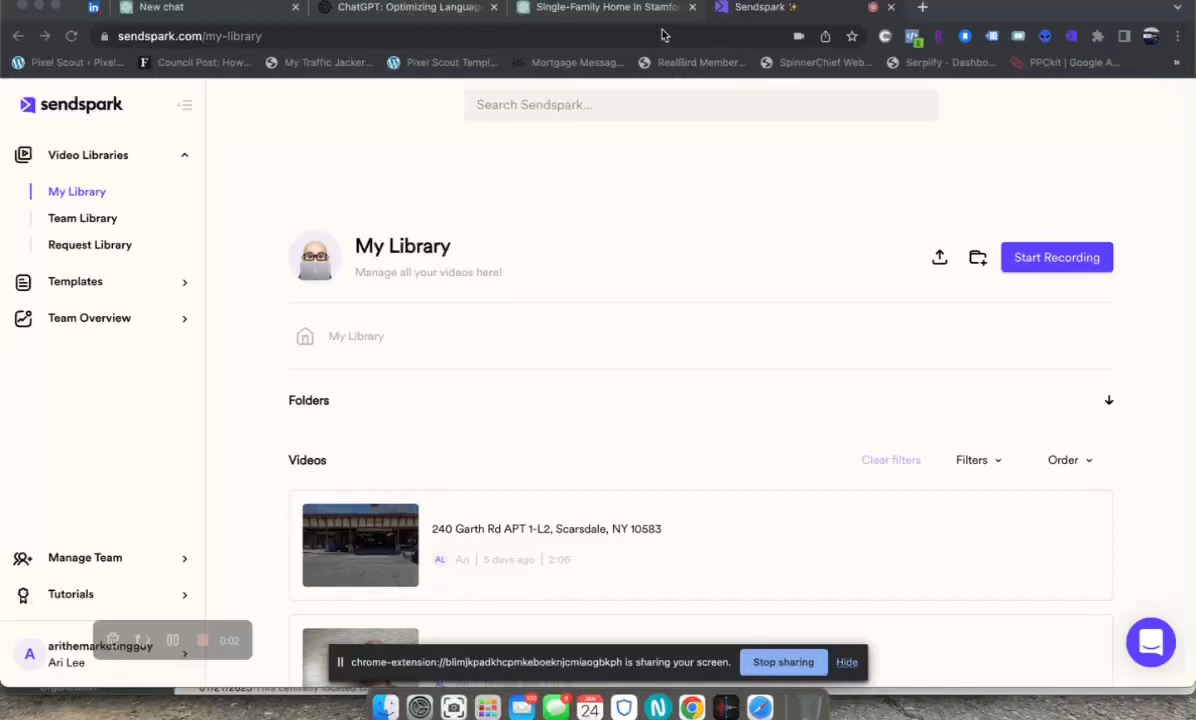 New chat
ChatGPT: Optimizing Languag
Single-Family Home In Stamfo
Sendspark
sendspark.com/my-library
Pixel Scout ‹ Pixel...
Council Post: How...
My Traffic Jacker...
Pixel Scout Templ...
Mortgage Messag...
RealBird Member...
SpinnerChief Web...
Serpify - Dashbo...
PPCkit | Google A...
»
sendspark
Search Sendspark...
Video Libraries
My Library
Team Library
Request Library
Templates
Team Overview
My Library
Manage all your videos here!
Start Recording
My Library
Folders
Videos
Clear filters
Filters
Order
240 Garth Rd APT 1-L2, Scarsdale, NY 10583
AL Ari | 5 days ago | 2:06
Manage Team
Tutorials
A
arithemarketingguy
Ari Lee
0:02
chrome-extension://blimjkpadkhcpmkeboeknjcmiaogbkph is sharing your screen.
Stop sharing
Hide
JAN
24